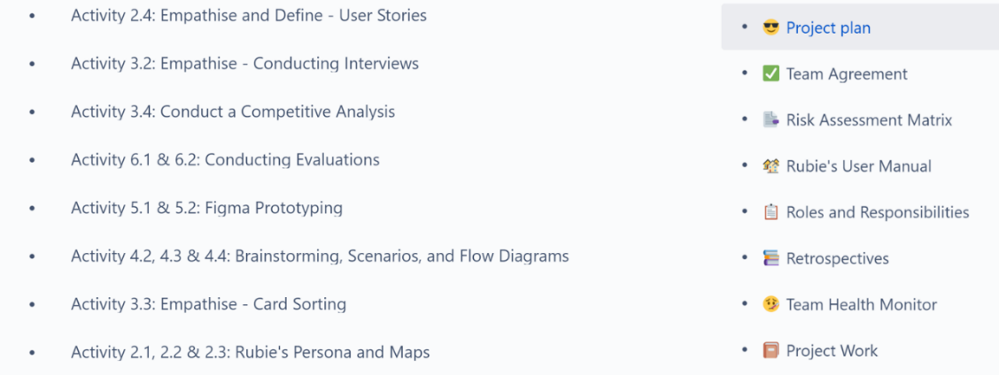 Activity 2.4: Empathise and Define - User Stories
Activity 3.2: Empathise - Conducting Interviews
Activity 3.4: Conduct a Competitive Analysis
Activity 6.1 & 6.2: Conducting Evaluations
Activity 5.1 & 5.2: Figma Prototyping
Activity 4.2, 4.3 & 4.4: Brainstorming, Scenarios, and Flow Diagrams
Activity 3.3: Empathise - Card Sorting
Activity 2.1, 2.2 & 2.3: Rubie's Persona and Maps
Project plan
Team Agreement
Risk Assessment Matrix
Rubie's User Manual
Roles and Responsibilities
Retrospectives
Team Health Monitor
Project Work